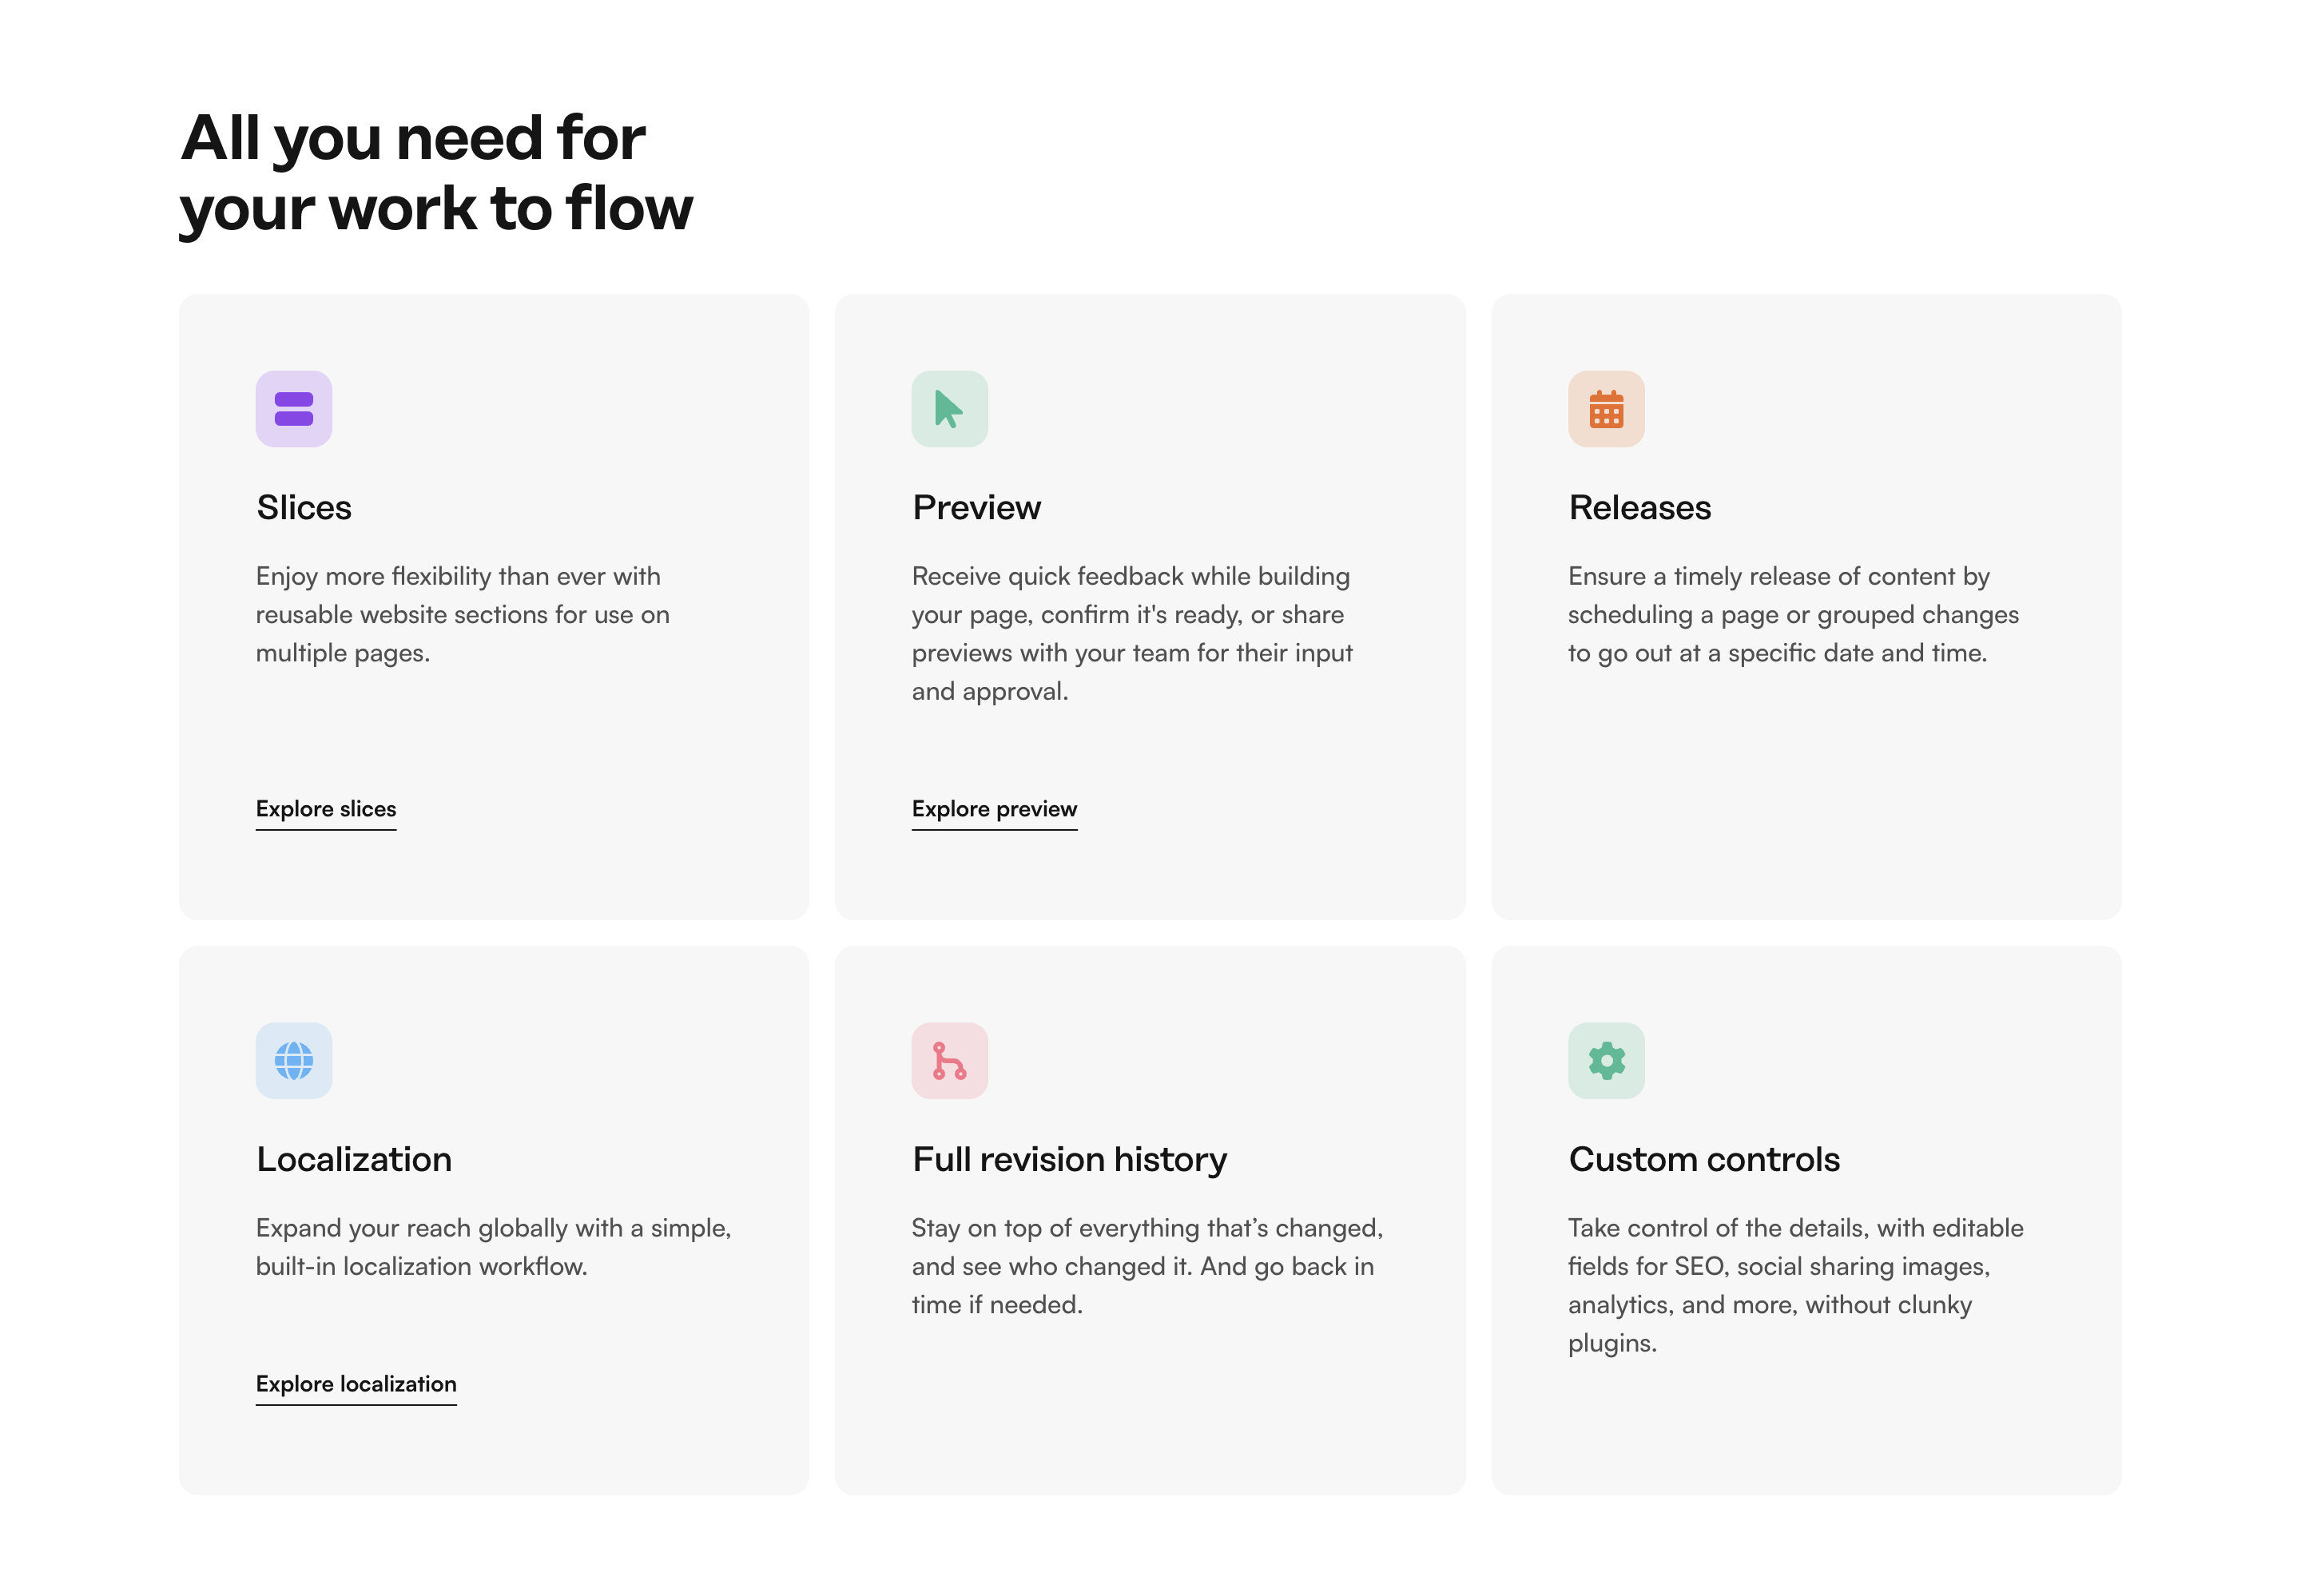 All you need for
your work to flow
Slices
Enjoy more flexibility than ever with
reusable website sections for use on
multiple pages.
Explore slices
Preview
Receive quick feedback while building
your page, confirm it's ready, or share
previews with your team for their input
and approval.
Explore preview
Releases
Ensure a timely release of content by
scheduling a page or grouped changes
to go out at a specific date and time.
Localization
Expand your reach globally with a simple,
built-in localization workflow.
Explore localization
Full revision history
Stay on top of everything that’s changed,
and see who changed it. And go back in
time if needed.
Custom controls
Take control of the details, with editable
fields for SEO, social sharing images,
analytics, and more, without clunky
plugins.